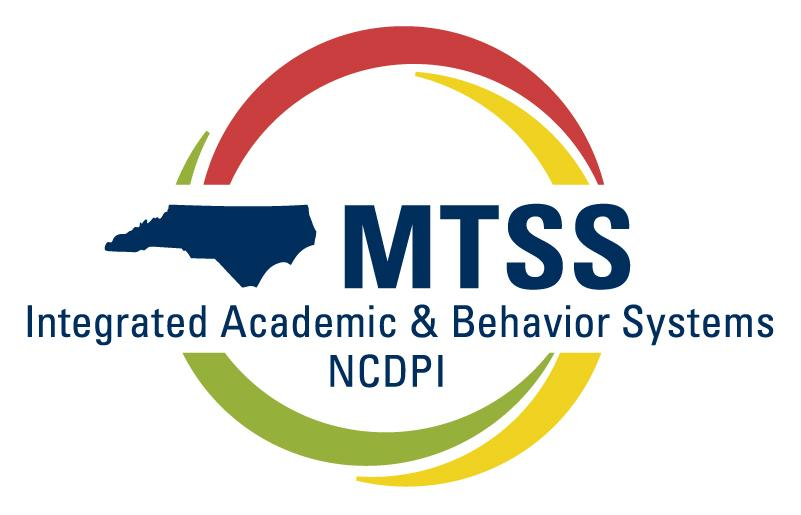 MTSS
Integrated Academic & Behavior Systems
NCDPI